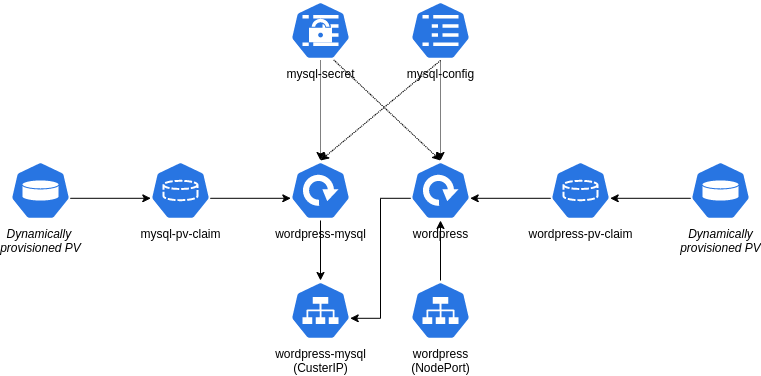 mysql-secret
mysql-config
Dynamically
provisioned PV
mysql-pv-claim
wordpress-mysql
wordpress
wordpress-pv-claim
Dynamically
provisioned PV
wordpress-mysql
(CusterIP)
wordpress
(NodePort)